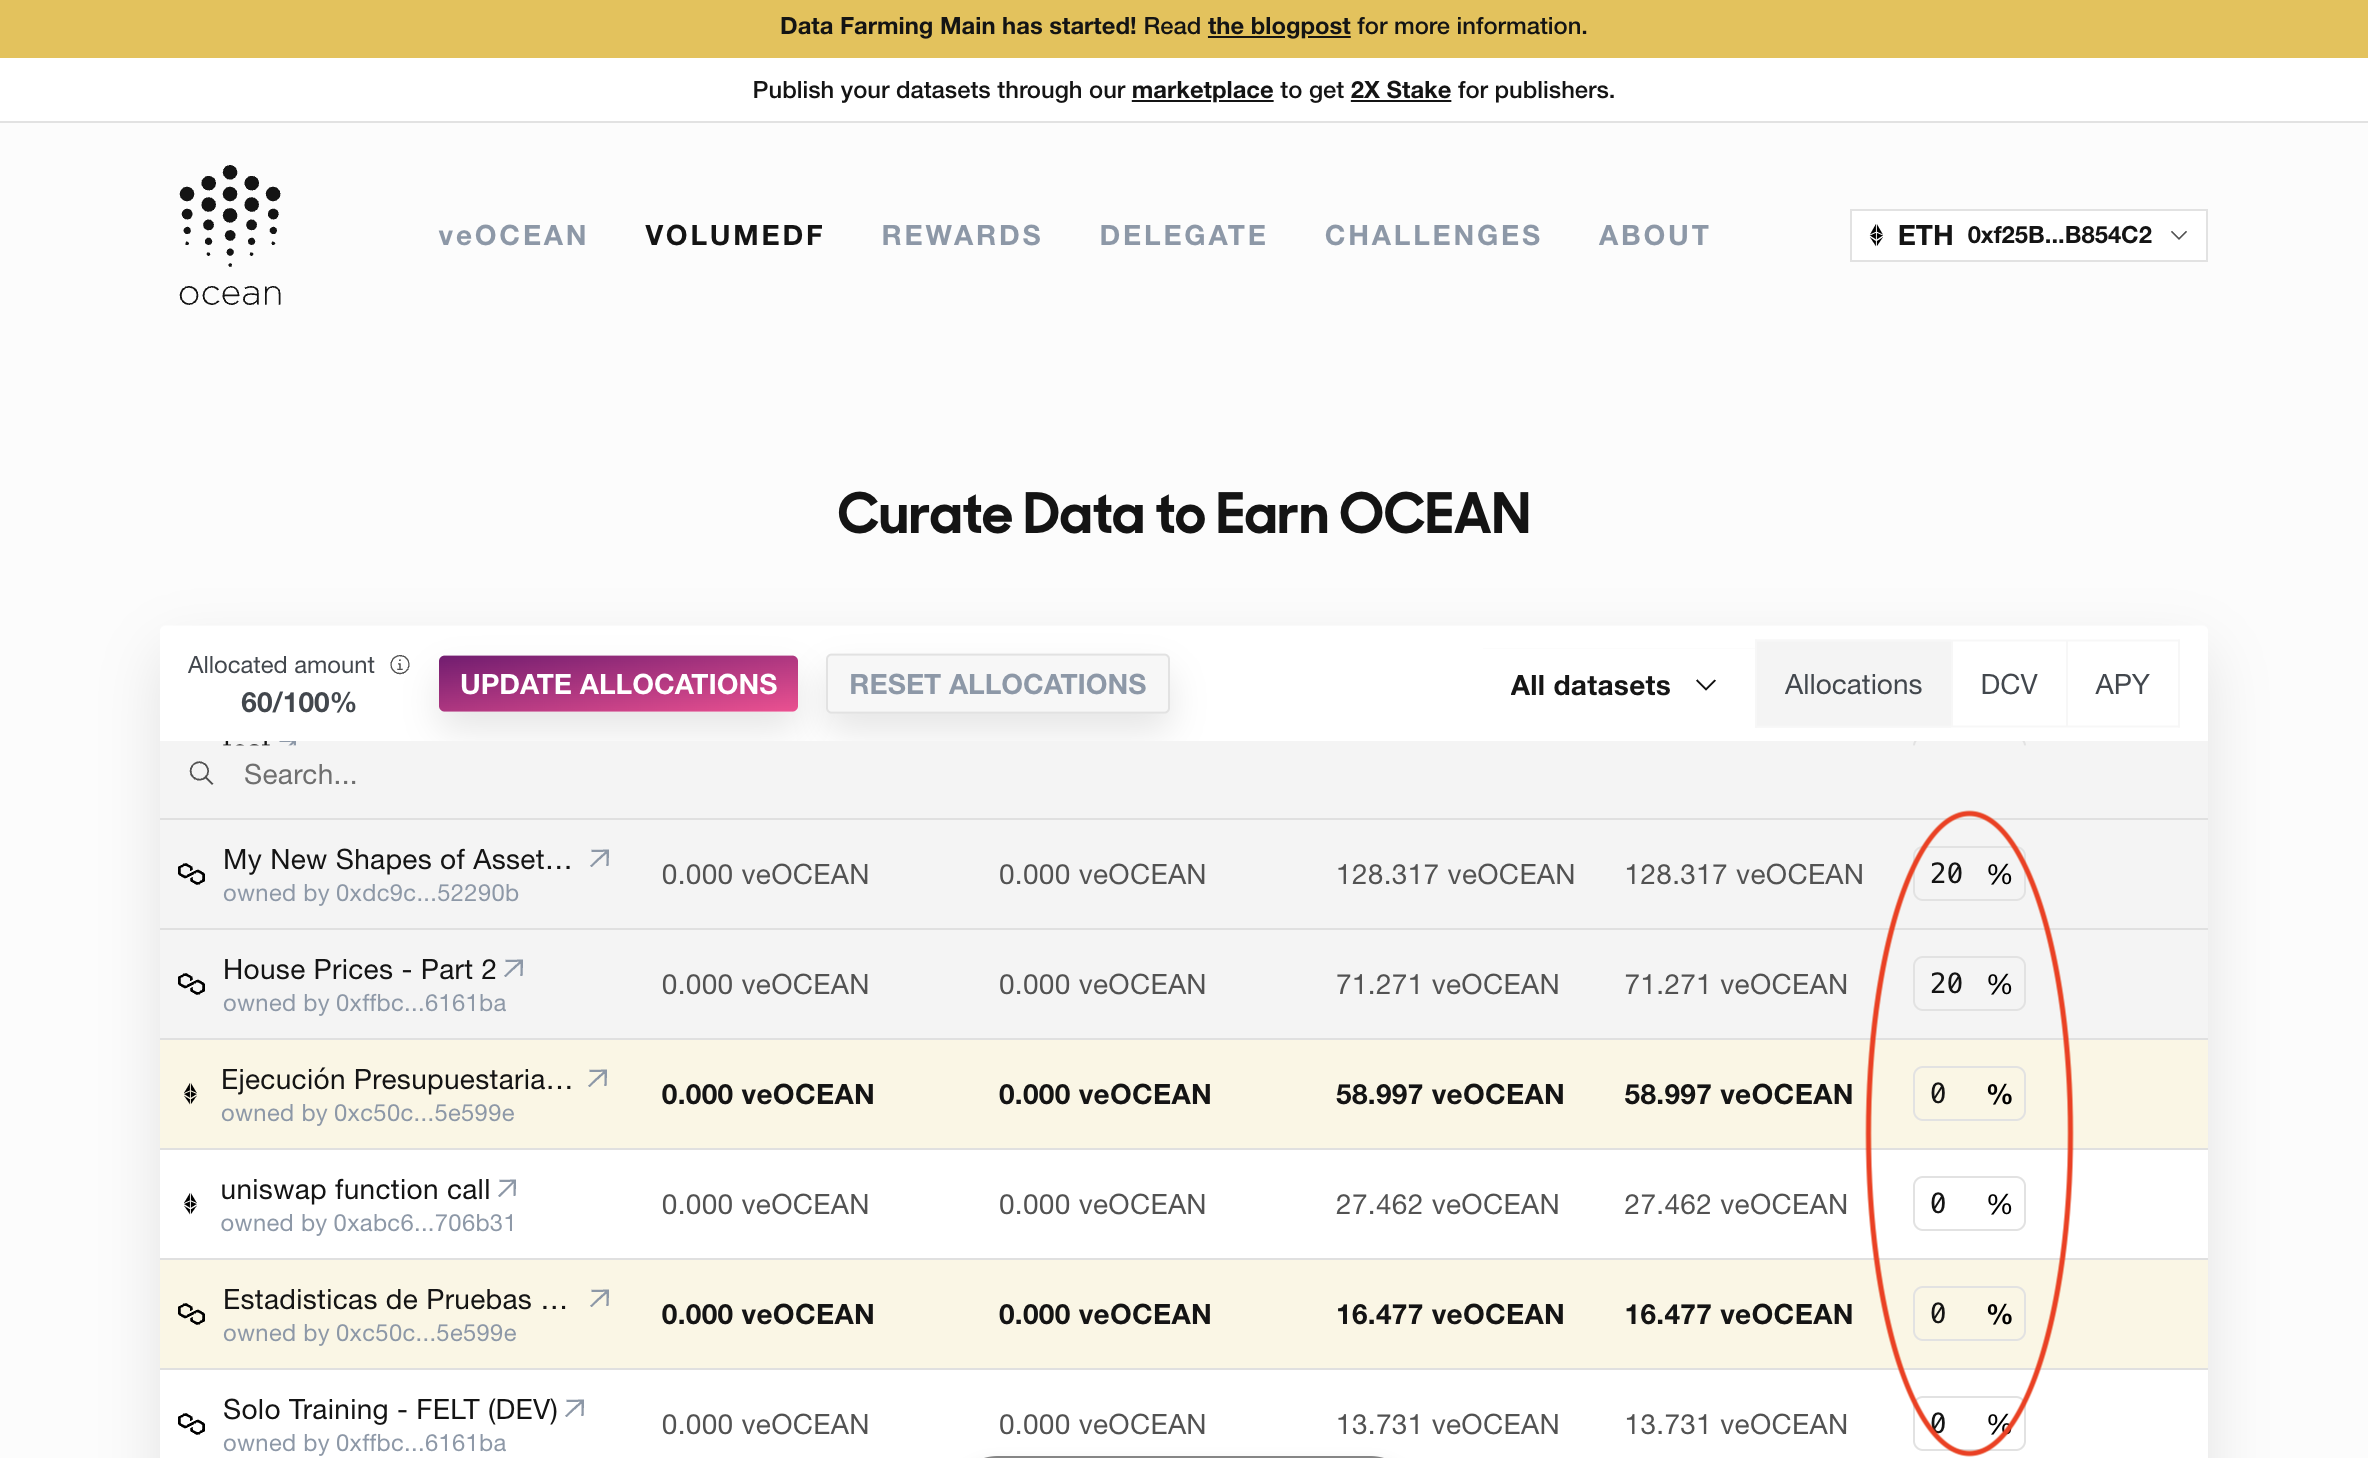 Data Farming Main has started! Read the blogpost for more information.
Publish your datasets through our marketplace to get 2X Stake for publishers.
ocean
veOCEAN VOLUMEDF REWARDS DELEGATE CHALLENGES ABOUT
ETH 0xf25B...B854C2
Curate Data to Earn OCEAN
Allocated amount
60/100%
UPDATE ALLOCATIONS RESET ALLOCATIONS
All datasets Allocations DCV APY
Search...
My New Shapes of Asset... 0.000 veOCEAN 0.000 veOCEAN 128.317 veOCEAN 128.317 veOCEAN 20 %
owned by 0xdc9c...52290b
House Prices - Part 2 0.000 veOCEAN 0.000 veOCEAN 71.271 veOCEAN 71.271 veOCEAN 20 %
owned by 0xffbc...6161ba
Ejecución Presupuestaria... 0.000 veOCEAN 0.000 veOCEAN 58.997 veOCEAN 58.997 veOCEAN 0 %
owned by 0xc50c...5e599e
uniswap function call 0.000 veOCEAN 0.000 veOCEAN 27.462 veOCEAN 27.462 veOCEAN 0 %
owned by 0xabc6...706b31
Estadisticas de Pruebas ... 0.000 veOCEAN 0.000 veOCEAN 16.477 veOCEAN 16.477 veOCEAN 0 %
owned by 0xc50c...5e599e
Solo Training - FELT (DEV) 0.000 veOCEAN 0.000 veOCEAN 13.731 veOCEAN 13.731 veOCEAN 0 %
owned by 0xffbc...6161ba